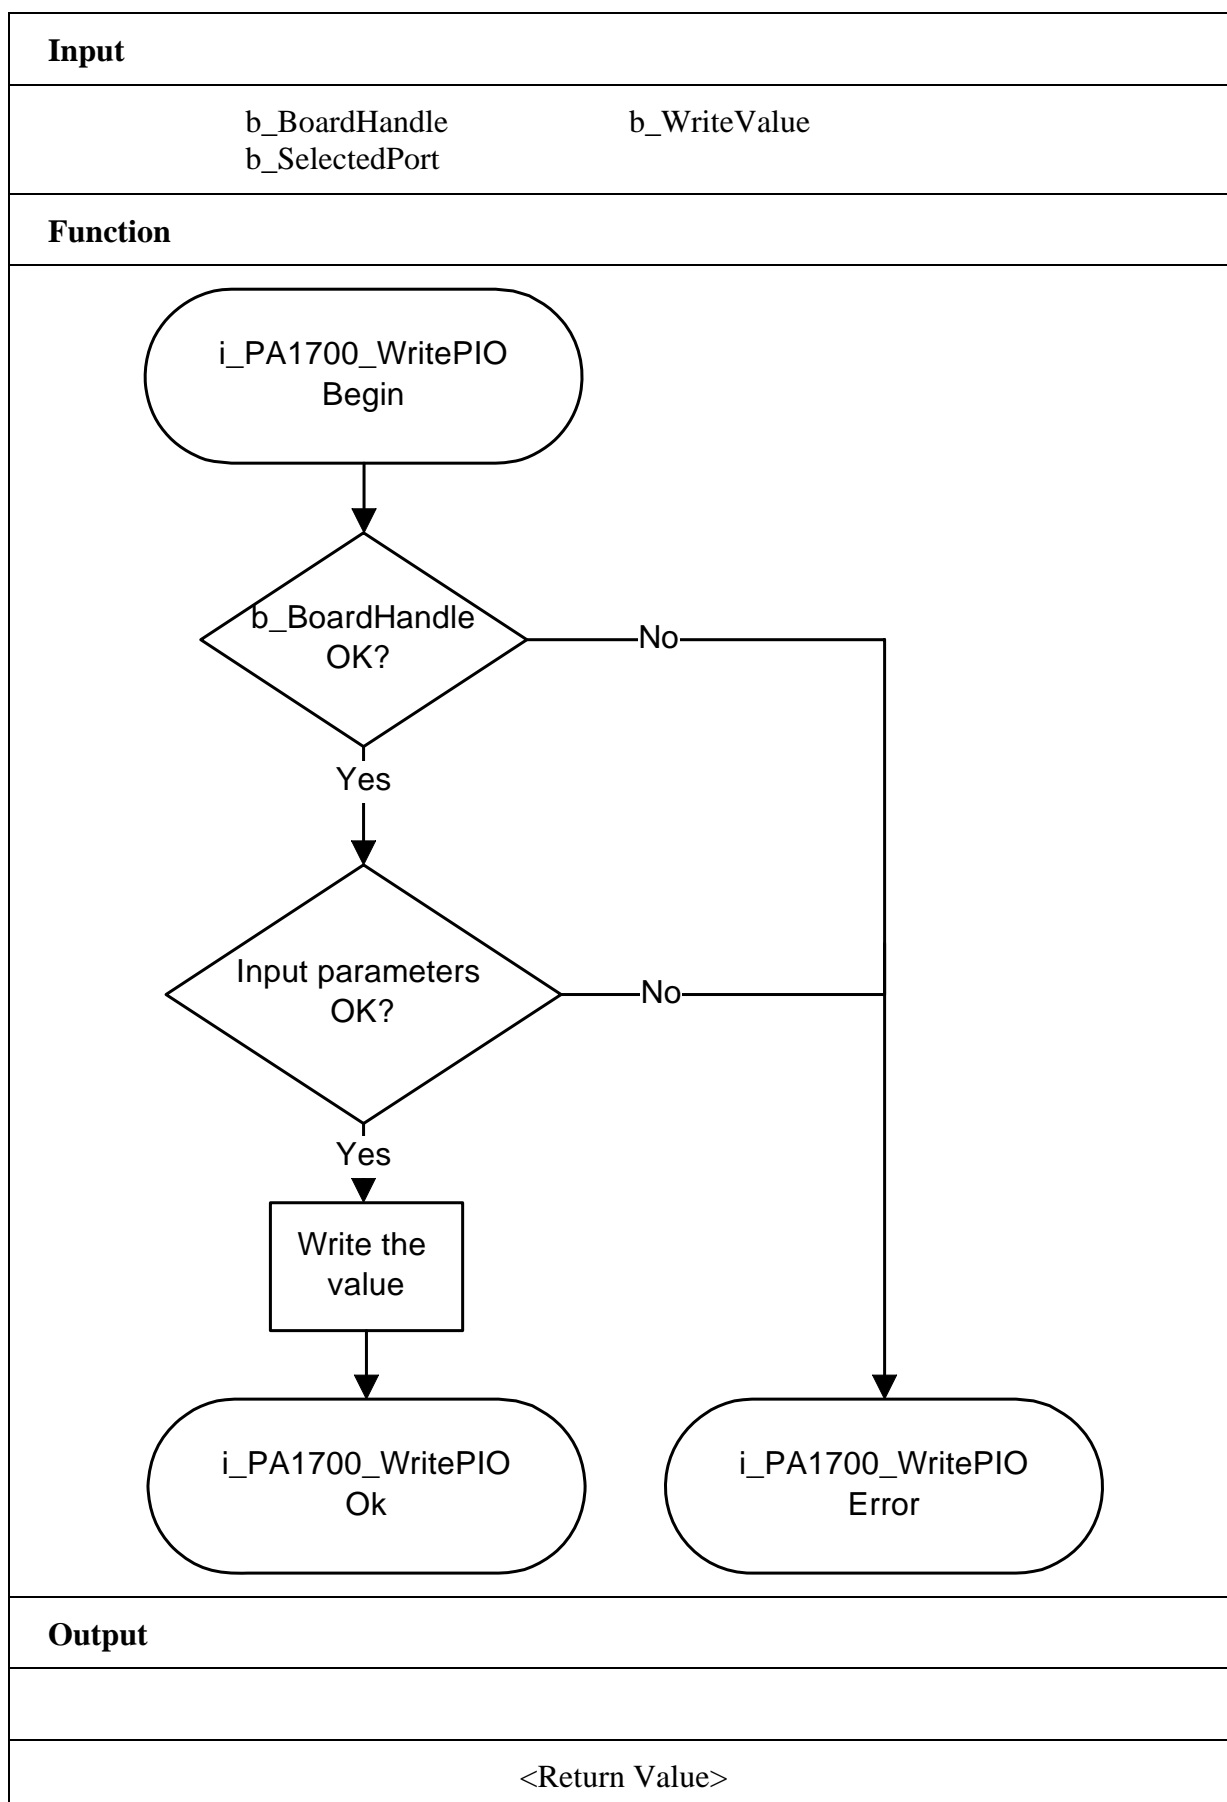 Input
b_BoardHandle b_WriteValue
b_SelectedPort
Function
i_PA1700_WritePIO
Begin
b_BoardHandle
OK?
No
Yes
Input parameters
OK?
No
Yes
Write the
value
i_PA1700_WritePIO
Ok
i_PA1700_WritePIO
Error
Output
<Return Value>